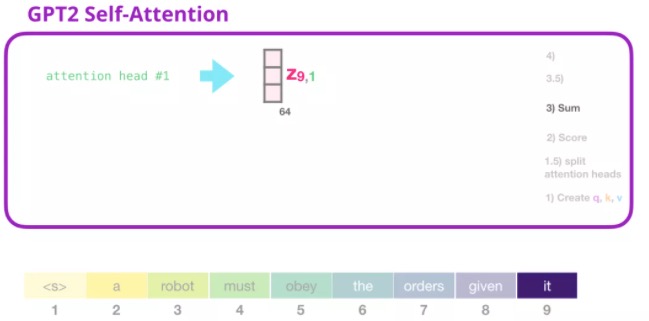 GPT2 Self-Attention
attention head #1
Z9,1
64
4)
3.5)
3) Sum
2) Score
1.5) split
attention heads
1) Create q, k, v
<s> a robot must obey the orders given it
1 2 3 4 5 6 7 8 9